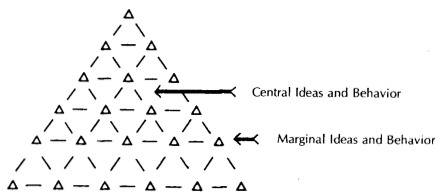 Central Ideas and Behavior
Marginal Ideas and Behavior